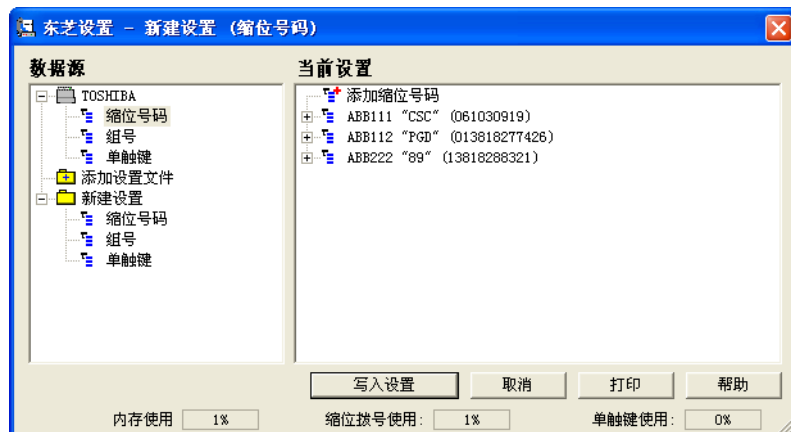 东芝设置 - 新建设置 (缩位号码)
数据源
TOSHIBA
缩位号码
组号
单触键
添加设置文件
新建设置
缩位号码
组号
单触键
当前设置
添加缩位号码
ABB111 "CSC" (061030919)
ABB112 "PGD" (013818277426)
ABB222 "89" (13818288321)
写入设置 取消 打印 帮助
内存使用 1% 缩位拨号使用: 1% 单触键使用: 0%